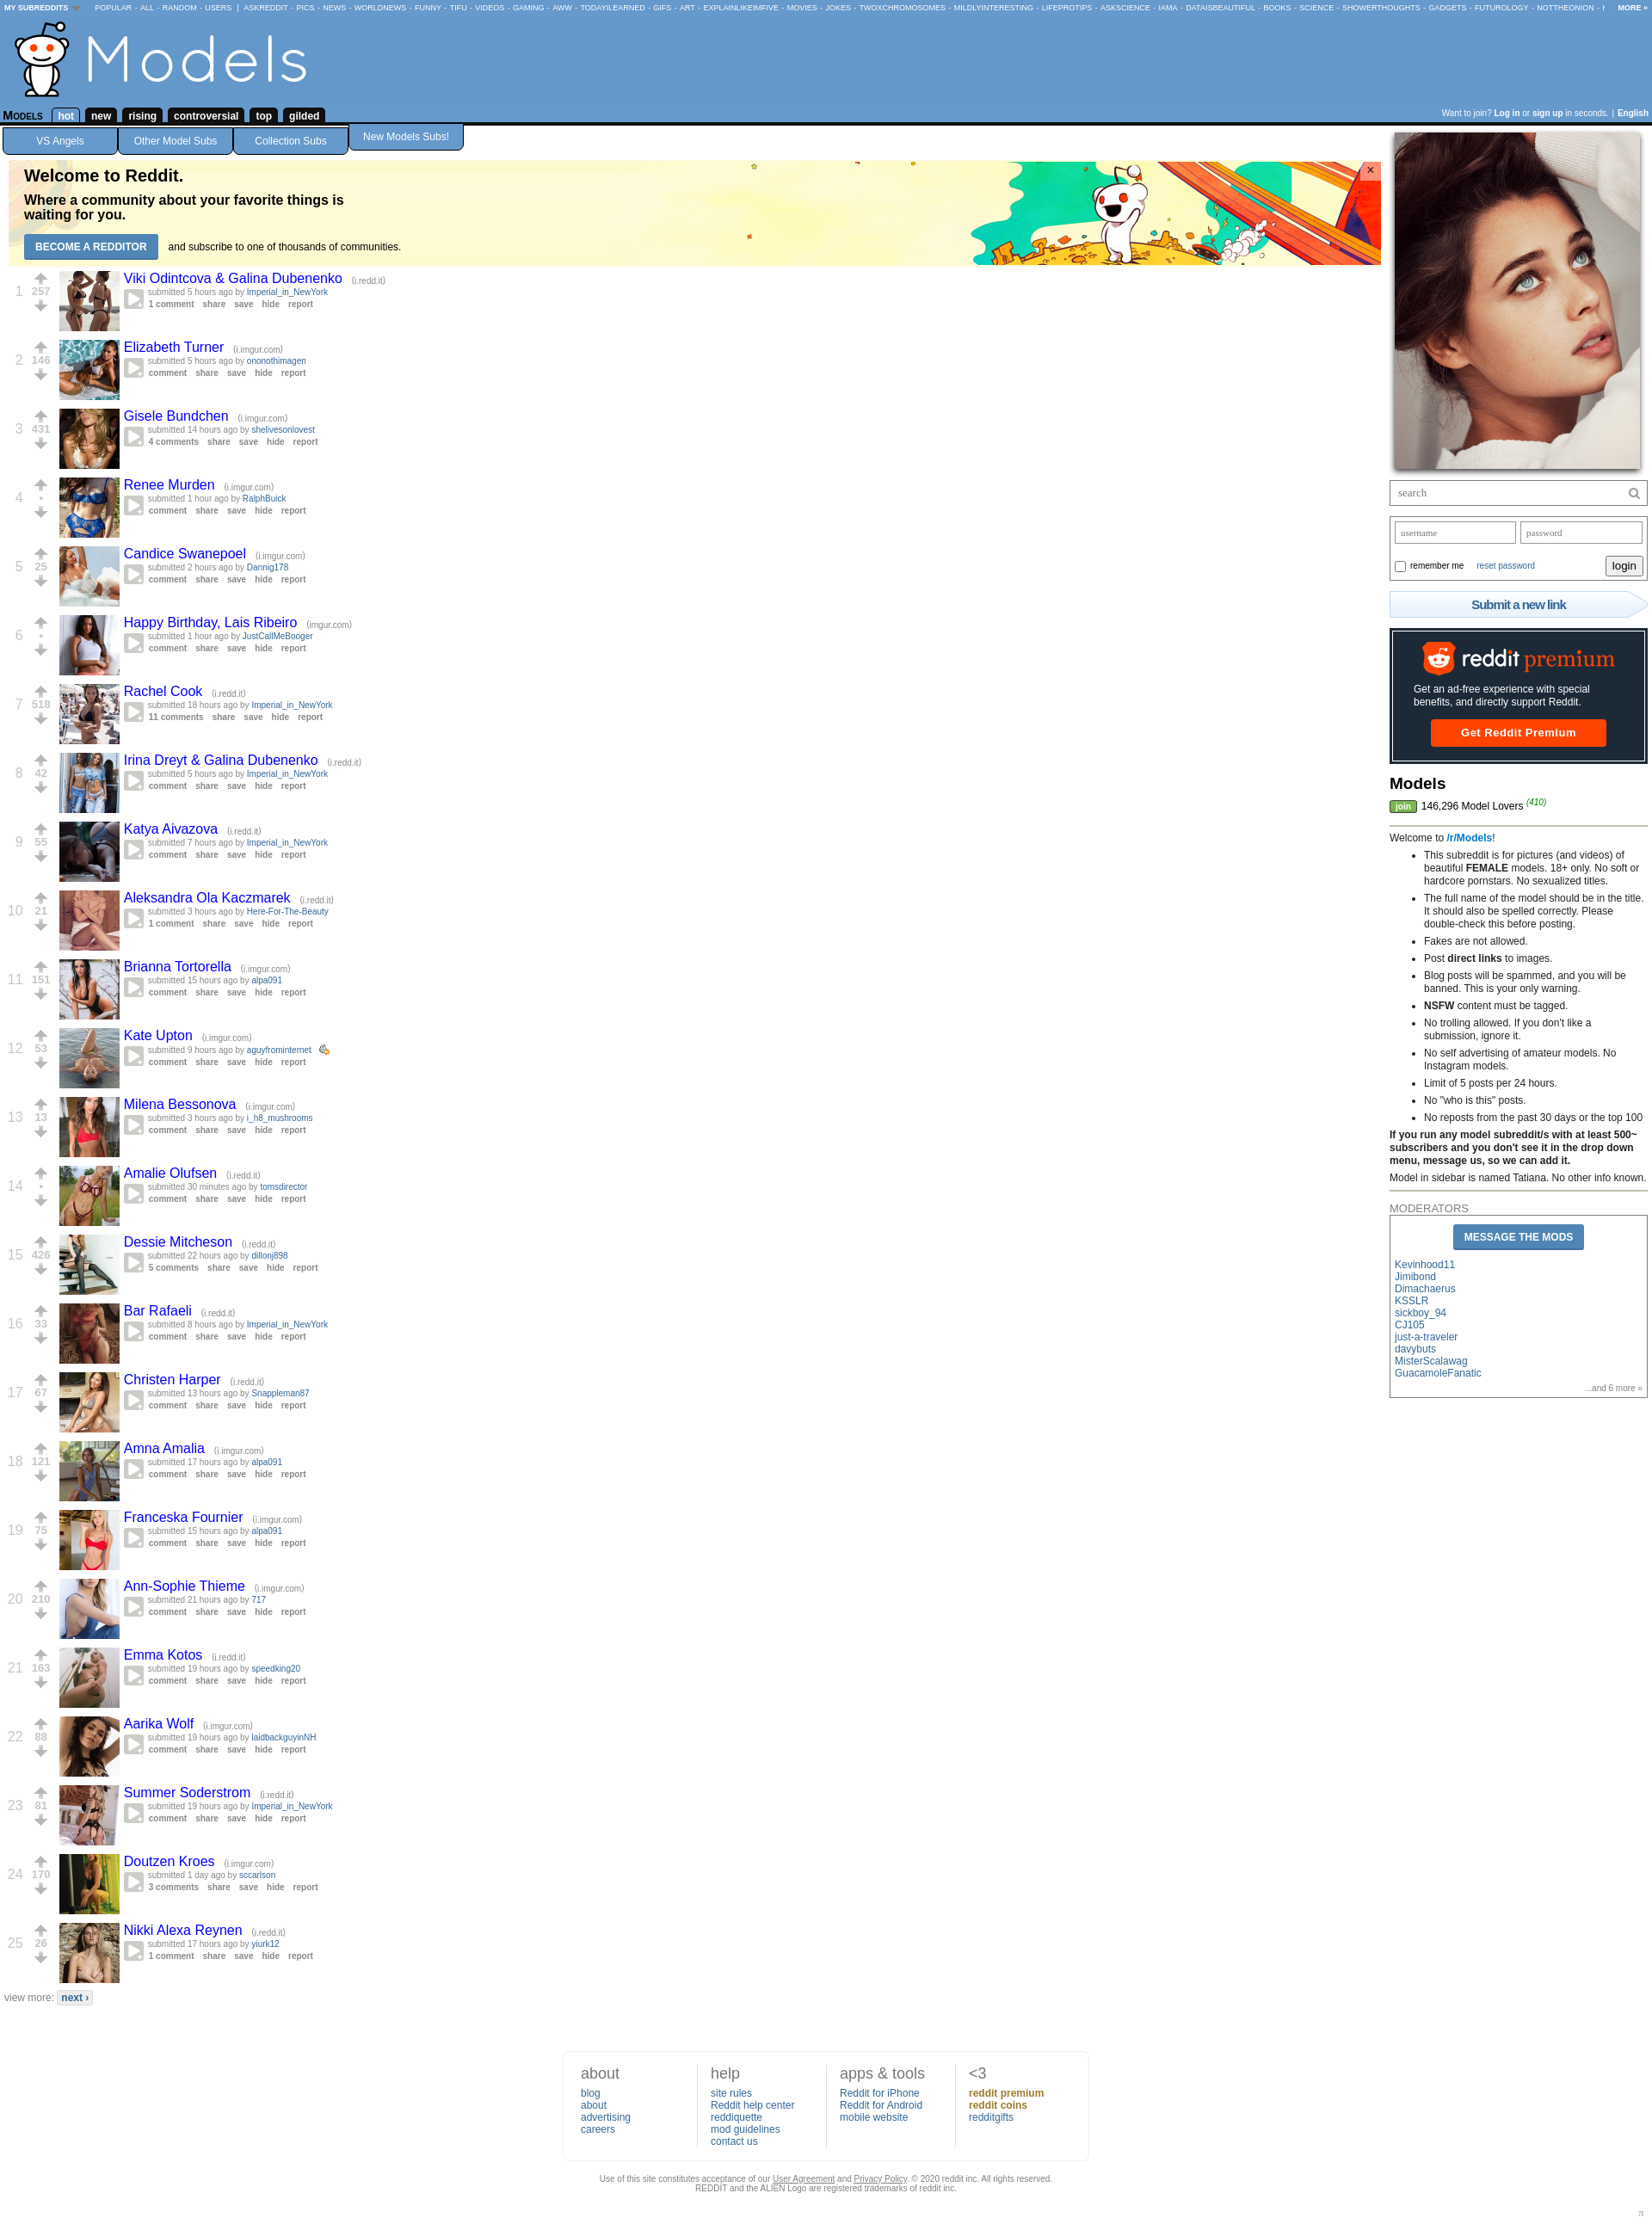 MY SUBREDDITS POPULAR - ALL - RANDOM - USERS | ASKREDDIT - PICS - NEWS - WORLDNEWS - FUNNY - TIFU - VIDEOS - GAMING - AWW - TODAYILEARNED - GIFS - ART - EXPLAINLIKEIMFIVE - MOVIES - JOKES - TWOXCHROMOSOMES - MILDLYINTERESTING - LIFEPROTIPS - ASKSCIENCE - IAMA - DATAISBEAUTIFUL - BOOKS - SCIENCE - SHOWERTHOUGHTS - GADGETS - FUTUROLOGY - NOTTHEONION - MORE »
Models
MODELS hot new rising controversial top gilded
Want to join? Log in or sign up in seconds. | English
VS Angels Other Model Subs Collection Subs New Models Subs!
Welcome to Reddit.
Where a community about your favorite things is
waiting for you.
BECOME A REDDITOR and subscribe to one of thousands of communities.
×
1 257 Viki Odintcova & Galina Dubenenko (i.redd.it)
submitted 5 hours ago by Imperial_in_NewYork
1 comment share save hide report
2 146 Elizabeth Turner (i.imgur.com)
submitted 5 hours ago by ononothimagen
comment share save hide report
3 431 Gisele Bundchen (i.imgur.com)
submitted 14 hours ago by shelivesonlovest
4 comments share save hide report
4 • Renee Murden (i.imgur.com)
submitted 1 hour ago by RalphBuick
comment share save hide report
5 25 Candice Swanepoel (i.imgur.com)
submitted 2 hours ago by Dannig178
comment share save hide report
6 • Happy Birthday, Lais Ribeiro (imgur.com)
submitted 1 hour ago by JustCallMeBooger
comment share save hide report
7 518 Rachel Cook (i.redd.it)
submitted 18 hours ago by Imperial_in_NewYork
11 comments share save hide report
8 42 Irina Dreyt & Galina Dubenenko (i.redd.it)
submitted 5 hours ago by Imperial_in_NewYork
comment share save hide report
9 55 Katya Aivazova (i.redd.it)
submitted 7 hours ago by Imperial_in_NewYork
comment share save hide report
10 21 Aleksandra Ola Kaczmarek (i.redd.it)
submitted 3 hours ago by Here-For-The-Beauty
1 comment share save hide report
11 151 Brianna Tortorella (i.imgur.com)
submitted 15 hours ago by alpa091
comment share save hide report
12 53 Kate Upton (i.imgur.com)
submitted 9 hours ago by aguyfrominternet
comment share save hide report
13 13 Milena Bessonova (i.imgur.com)
submitted 3 hours ago by i_h8_mushrooms
comment share save hide report
14 • Amalie Olufsen (i.redd.it)
submitted 30 minutes ago by tomsdirector
comment share save hide report
15 426 Dessie Mitcheson (i.redd.it)
submitted 22 hours ago by dillonj898
5 comments share save hide report
16 33 Bar Rafaeli (i.redd.it)
submitted 8 hours ago by Imperial_in_NewYork
comment share save hide report
17 67 Christen Harper (i.redd.it)
submitted 13 hours ago by Snappleman87
comment share save hide report
18 121 Amna Amalia (i.imgur.com)
submitted 17 hours ago by alpa091
comment share save hide report
19 75 Franceska Fournier (i.imgur.com)
submitted 15 hours ago by alpa091
comment share save hide report
20 210 Ann-Sophie Thieme (i.imgur.com)
submitted 21 hours ago by 717
comment share save hide report
21 163 Emma Kotos (i.redd.it)
submitted 19 hours ago by speedking20
comment share save hide report
22 88 Aarika Wolf (i.imgur.com)
submitted 19 hours ago by laidbackguyinNH
comment share save hide report
23 81 Summer Soderstrom (i.redd.it)
submitted 19 hours ago by Imperial_in_NewYork
comment share save hide report
24 170 Doutzen Kroes (i.imgur.com)
submitted 1 day ago by sccarlson
3 comments share save hide report
25 26 Nikki Alexa Reynen (i.redd.it)
submitted 17 hours ago by yiurk12
1 comment share save hide report
view more: next ›
search
username password
remember me reset password login
Submit a new link
reddit premium
Get an ad-free experience with special
benefits, and directly support Reddit.
Get Reddit Premium
Models
join 146,296 Model Lovers (410)
Welcome to /r/Models!
• This subreddit is for pictures (and videos) of
beautiful FEMALE models. 18+ only. No soft or
hardcore pornstars. No sexualized titles.
• The full name of the model should be in the title.
It should also be spelled correctly. Please
double-check this before posting.
• Fakes are not allowed.
• Post direct links to images.
• Blog posts will be spammed, and you will be
banned. This is your only warning.
• NSFW content must be tagged.
• No trolling allowed. If you don't like a
submission, ignore it.
• No self advertising of amateur models. No
Instagram models.
• Limit of 5 posts per 24 hours.
• No "who is this" posts.
• No reposts from the past 30 days or the top 100
If you run any model subreddit/s with at least 500~
subscribers and you don't see it in the drop down
menu, message us, so we can add it.
Model in sidebar is named Tatiana. No other info known.
MODERATORS
MESSAGE THE MODS
Kevinhood11
Jimibond
Dimachaerus
KSSLR
sickboy_94
CJ105
just-a-traveler
davybuts
MisterScalawag
GuacamoleFanatic
...and 6 more »
about
blog
about
advertising
careers
help
site rules
Reddit help center
reddiquette
mod guidelines
contact us
apps & tools
Reddit for iPhone
Reddit for Android
mobile website
<3
reddit premium
reddit coins
redditgifts
Use of this site constitutes acceptance of our User Agreement and Privacy Policy. © 2020 reddit inc. All rights reserved.
REDDIT and the ALIEN Logo are registered trademarks of reddit inc.
π